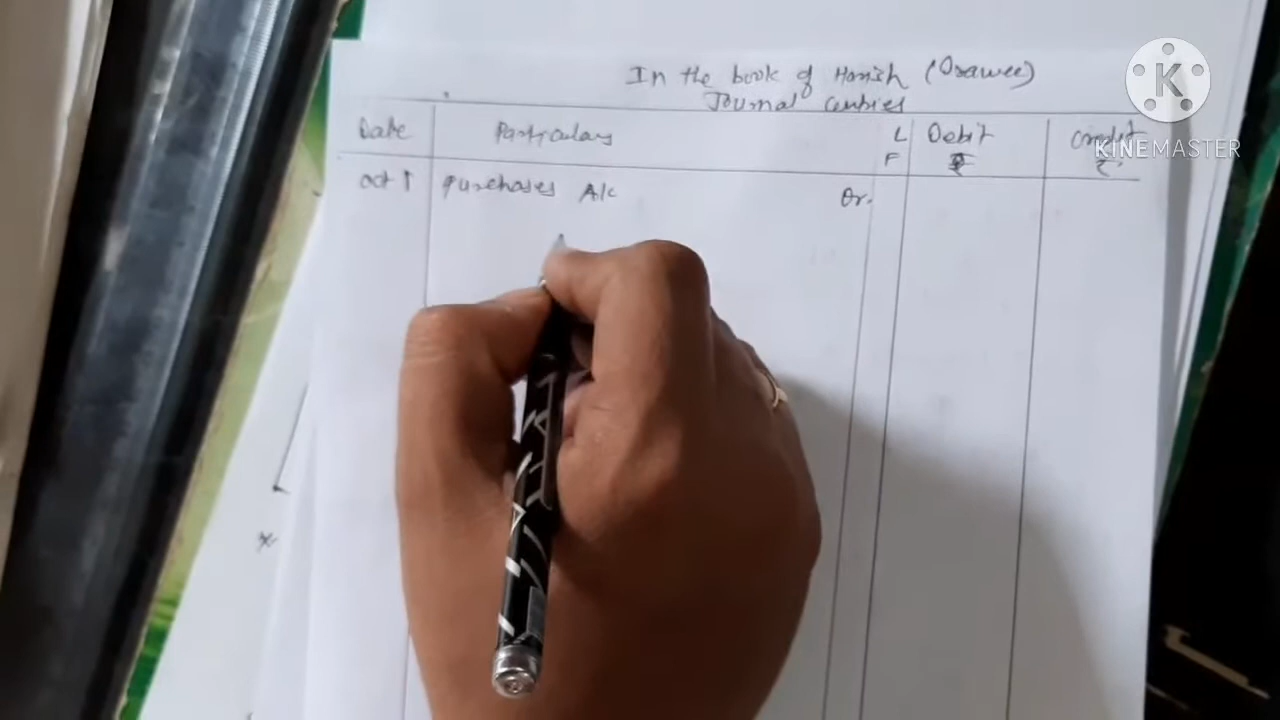 In the book of Harish (Drawee)
Journal entries
Date Particulars L F Debit ₹ Credit ₹
Oct 1 purchases A/c Dr.
K
KINEMASTER